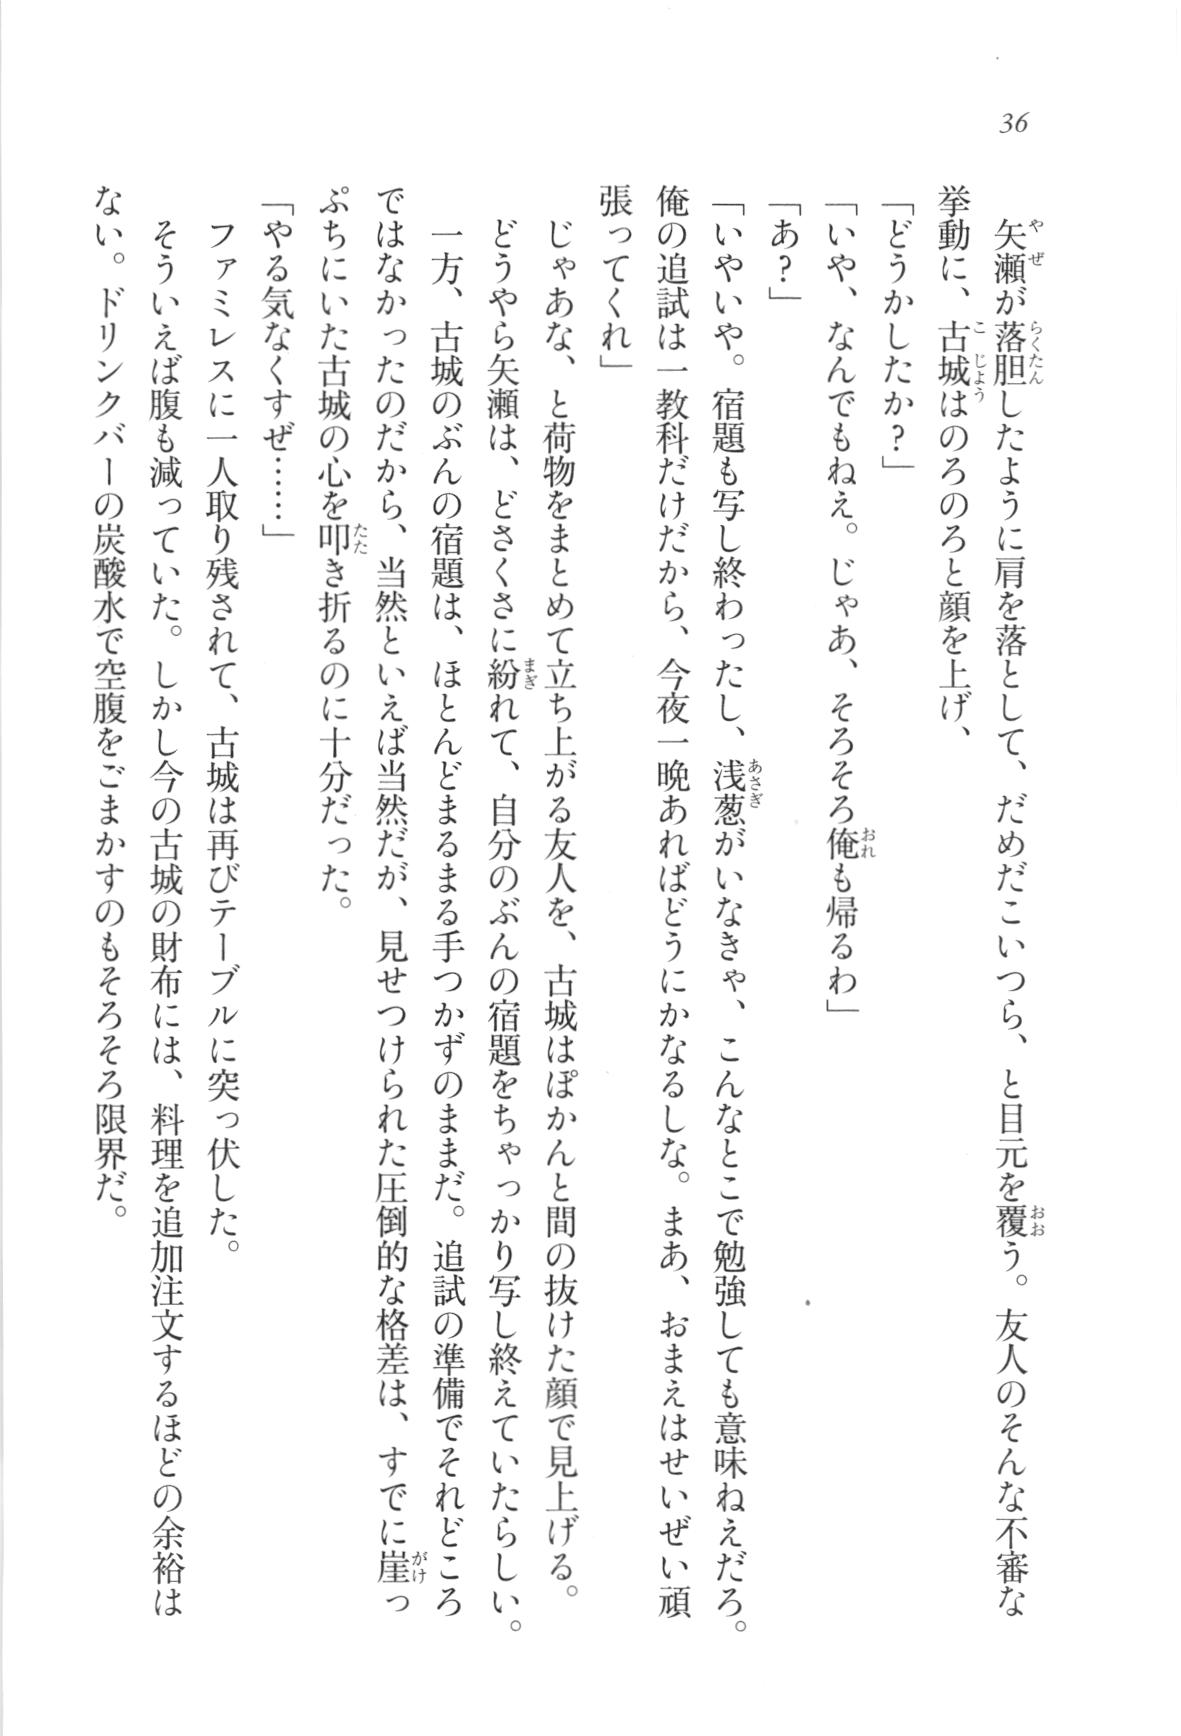 36
　矢瀬が落胆したように肩を落として、だめだこいつら、と目元を覆う。友人のそんな不審な
挙動に、古城はのろのろと顔を上げ、
「どうかしたか？」
「いや、なんでもねえ。じゃあ、そろそろ俺も帰るわ」
「あ？」
「いやいや。宿題も写し終わったし、浅葱がいなきゃ、こんなとこで勉強しても意味ねえだろ。
俺の追試は一教科だけだから、今夜一晩あればどうにかなるしな。まあ、おまえはせいぜい頑
張ってくれ」
　じゃあな、と荷物をまとめて立ち上がる友人を、古城はぽかんと間の抜けた顔で見上げる。
　どうやら矢瀬は、どさくさに紛れて、自分のぶんの宿題をちゃっかり写し終えていたらしい。
　一方、古城のぶんの宿題は、ほとんどまるまる手つかずのままだ。追試の準備でそれどころ
ではなかったのだから、当然といえば当然だが、見せつけられた圧倒的な格差は、すでに崖っ
ぷちにいた古城の心を叩き折るのに十分だった。
「やる気なくすぜ……」
　ファミレスに一人取り残されて、古城は再びテーブルに突っ伏した。
　そういえば腹も減っていた。しかし今の古城の財布には、料理を追加注文するほどの余裕は
ない。ドリンクバーの炭酸水で空腹をごまかすのもそろそろ限界だ。